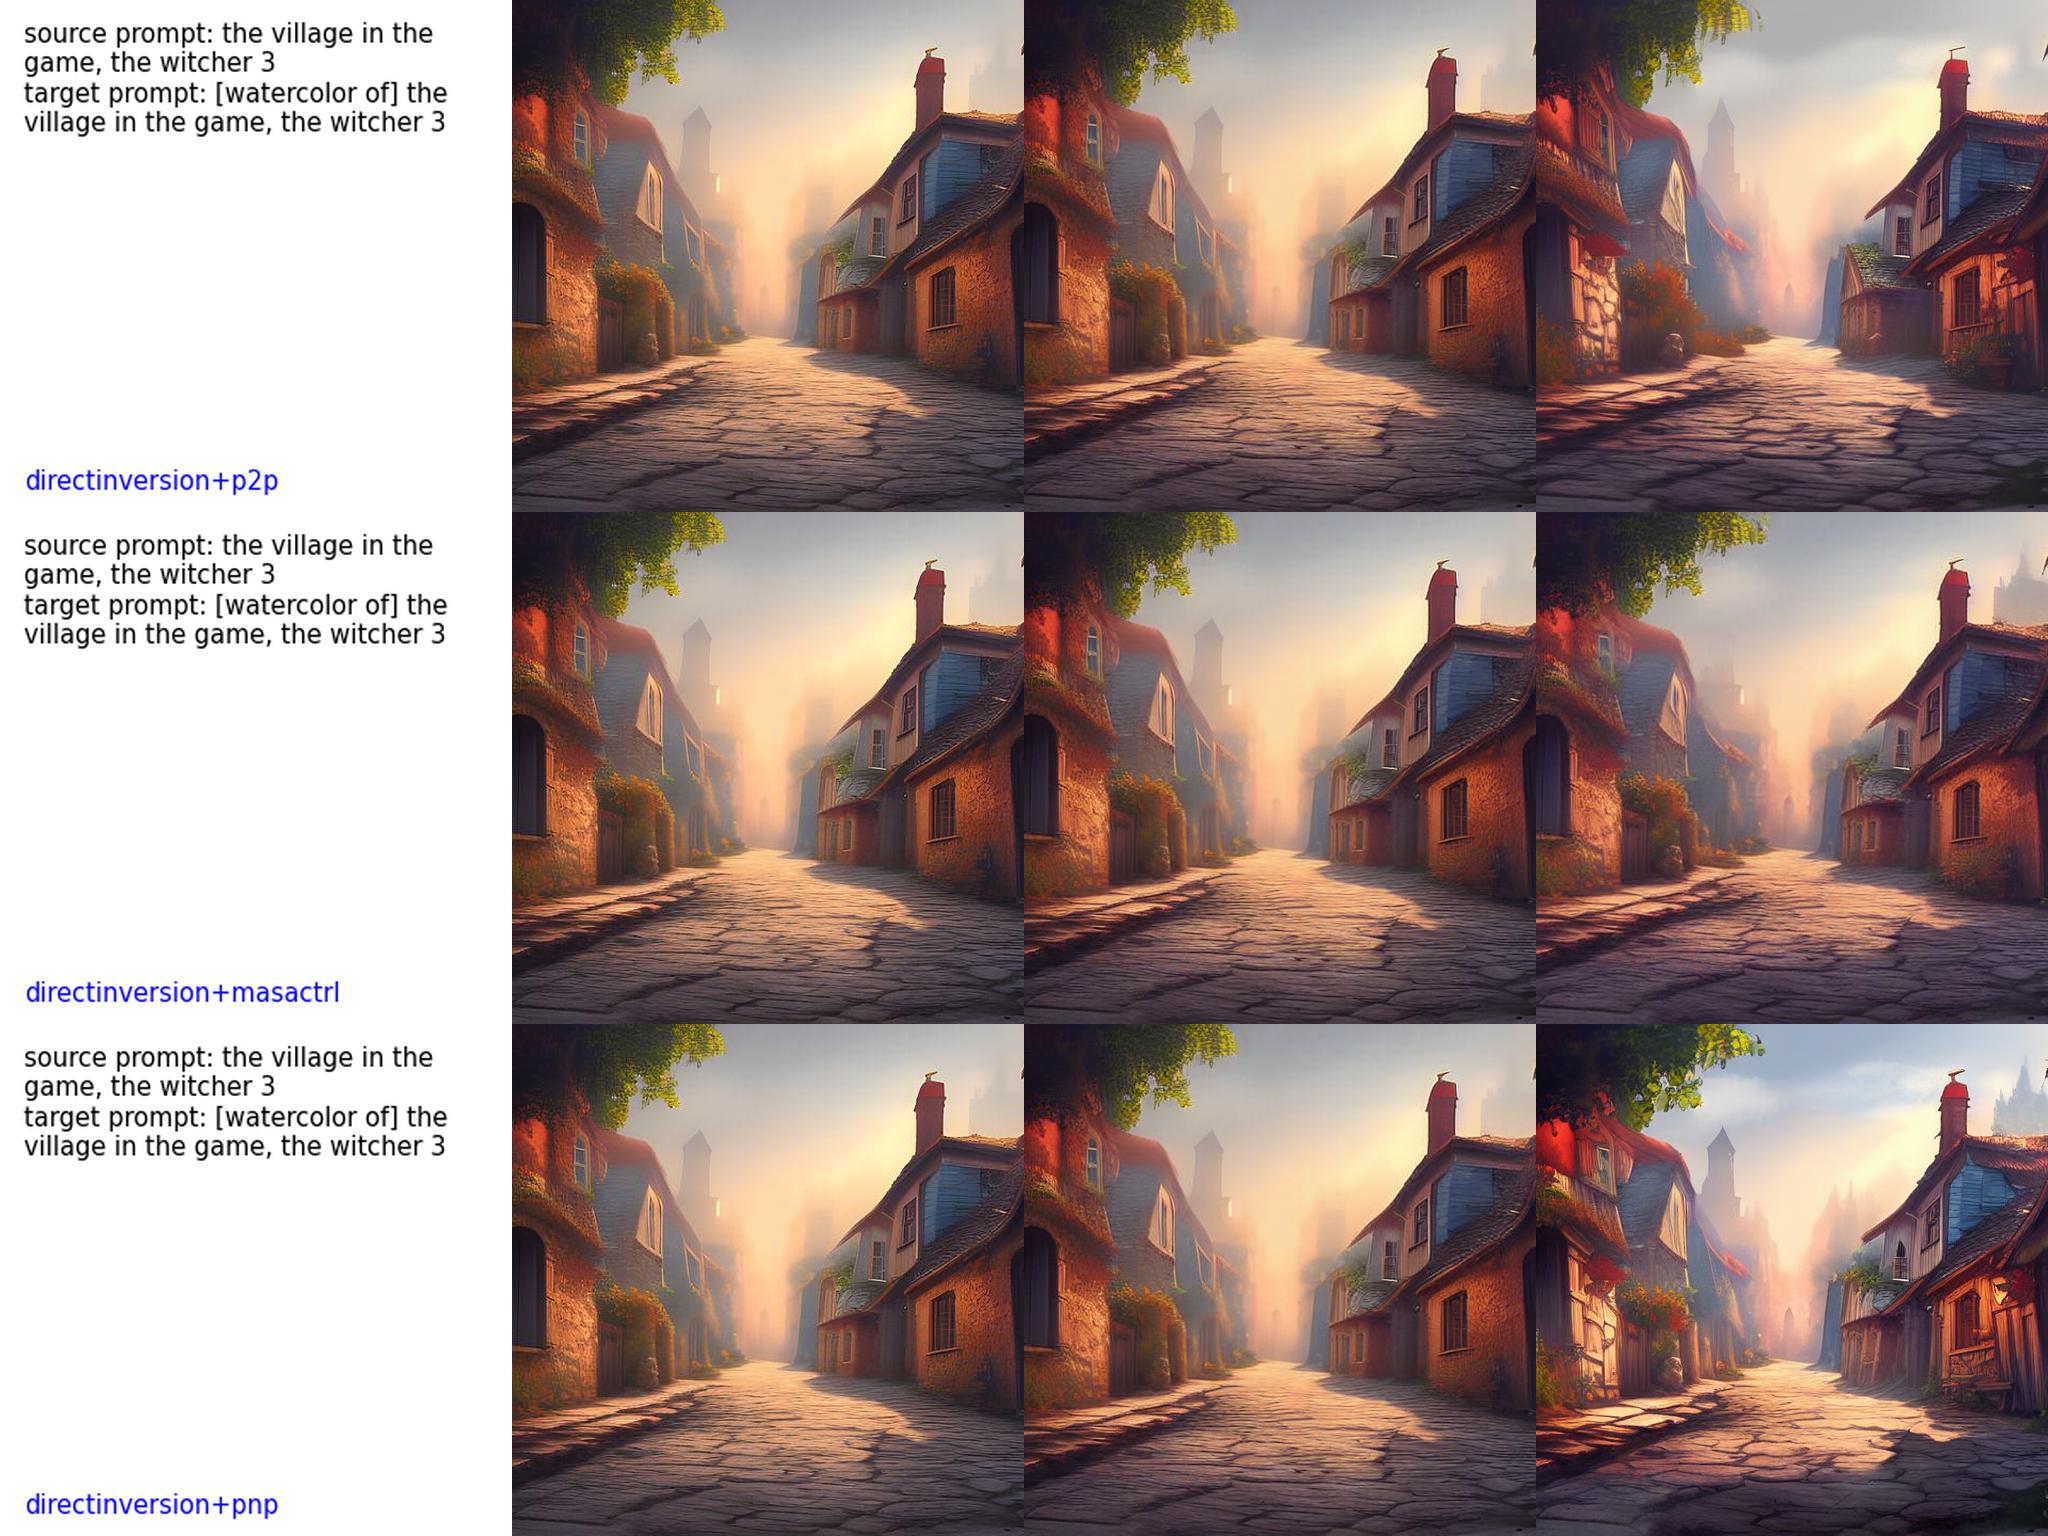 source prompt: the village in the
game, the witcher 3
target prompt: [watercolor of] the
village in the game, the witcher 3
directinversion+p2p
source prompt: the village in the
game, the witcher 3
target prompt: [watercolor of] the
village in the game, the witcher 3
directinversion+masactrl
source prompt: the village in the
game, the witcher 3
target prompt: [watercolor of] the
village in the game, the witcher 3
directinversion+pnp